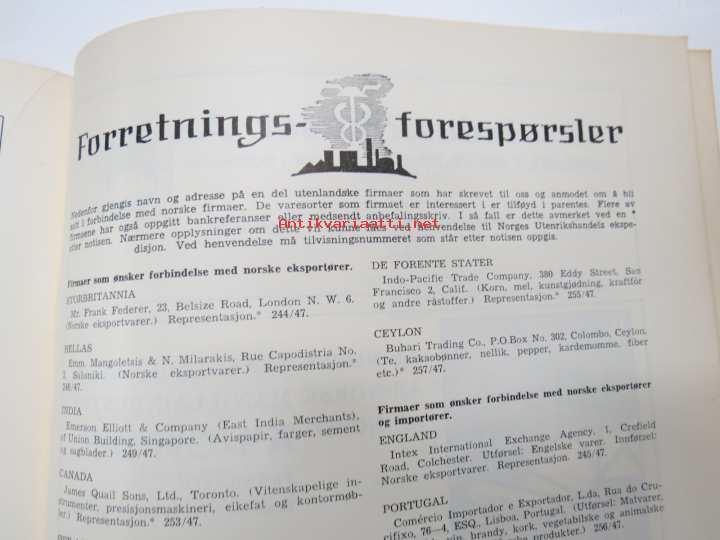 Forretnings-forespørsler
Nedenfor gjengis navn og adresse på en del utenlandske firmaer som har skrevet til oss og anmodet om å bli
satt i forbindelse med norske firmaer. De varesorter som firmaet er interessert i er tilføyd i parentes. Flere av
firmaene har også oppgitt bankreferanser eller medsendt anbefalingsskriv. I så fall er dette avmerket ved en *
etter notisen. Nærmere opplysninger om dette vil kunne fåes ved henvendelse til Norges Utenrikshandels ekspe-
disjon. Ved henvendelse må tilvisningsnummeret som står etter notisen oppgis.
Antikvariaatti.net
Firmaer som ønsker forbindelse med norske eksportører.
STORBRITANNIA
Mr. Frank Federer, 23, Belsize Road, London N. W. 6.
(Norske eksportvarer.) Representasjon.* 244/47.
HELLAS
Emm. Mangoletsis & N. Milarakis, Rue Capodistria No.
3. Saloniki. (Norske eksportvarer.) Representasjon.*
246/47.
INDIA
Emerson Elliott & Company (East India Merchants),
of Union Building, Singapore. (Avispapir, farger, sement
og sagblader.) 249/47.
CANADA
James Quail Sons, Ltd., Toronto. (Vitenskapelige in-
strumenter, presisjonsmaskineri, eikefat og kontormøb-
ler.) Representasjon.* 253/47.
DE FORENTE STATER
Indo-Pacific Trade Company, 380 Eddy Street, San
Francisco 2, Calif. (Korn, mel, kunstgjødning, kraftfór
og andre råstoffer.) Representasjon.* 255/47.
CEYLON
Buhari Trading Co., P.O.Box No. 302, Colombo, Ceylon.
(Te, kakaobønner, nellik, pepper, kardemomme, fiber
etc.)* 257/47.
Firmaer som ønsker forbindelse med norske eksportører
og importører.
ENGLAND
Intex International Exchange Agency, 1, Crefield
Road, Colchester. Utførsel: Engelske varer. Innførsel:
Norske eksportvarer. Representasjon. 245/47.
PORTUGAL
Comércio Importador e Exportador, L.da, Rua do Cru-
cifixo, 76—4, ESQ., Lisboa, Portugal. (Utførsel: Matvarer,
vin, brandy, kork, vegetabilske og animalske
produkter.) 256/47.